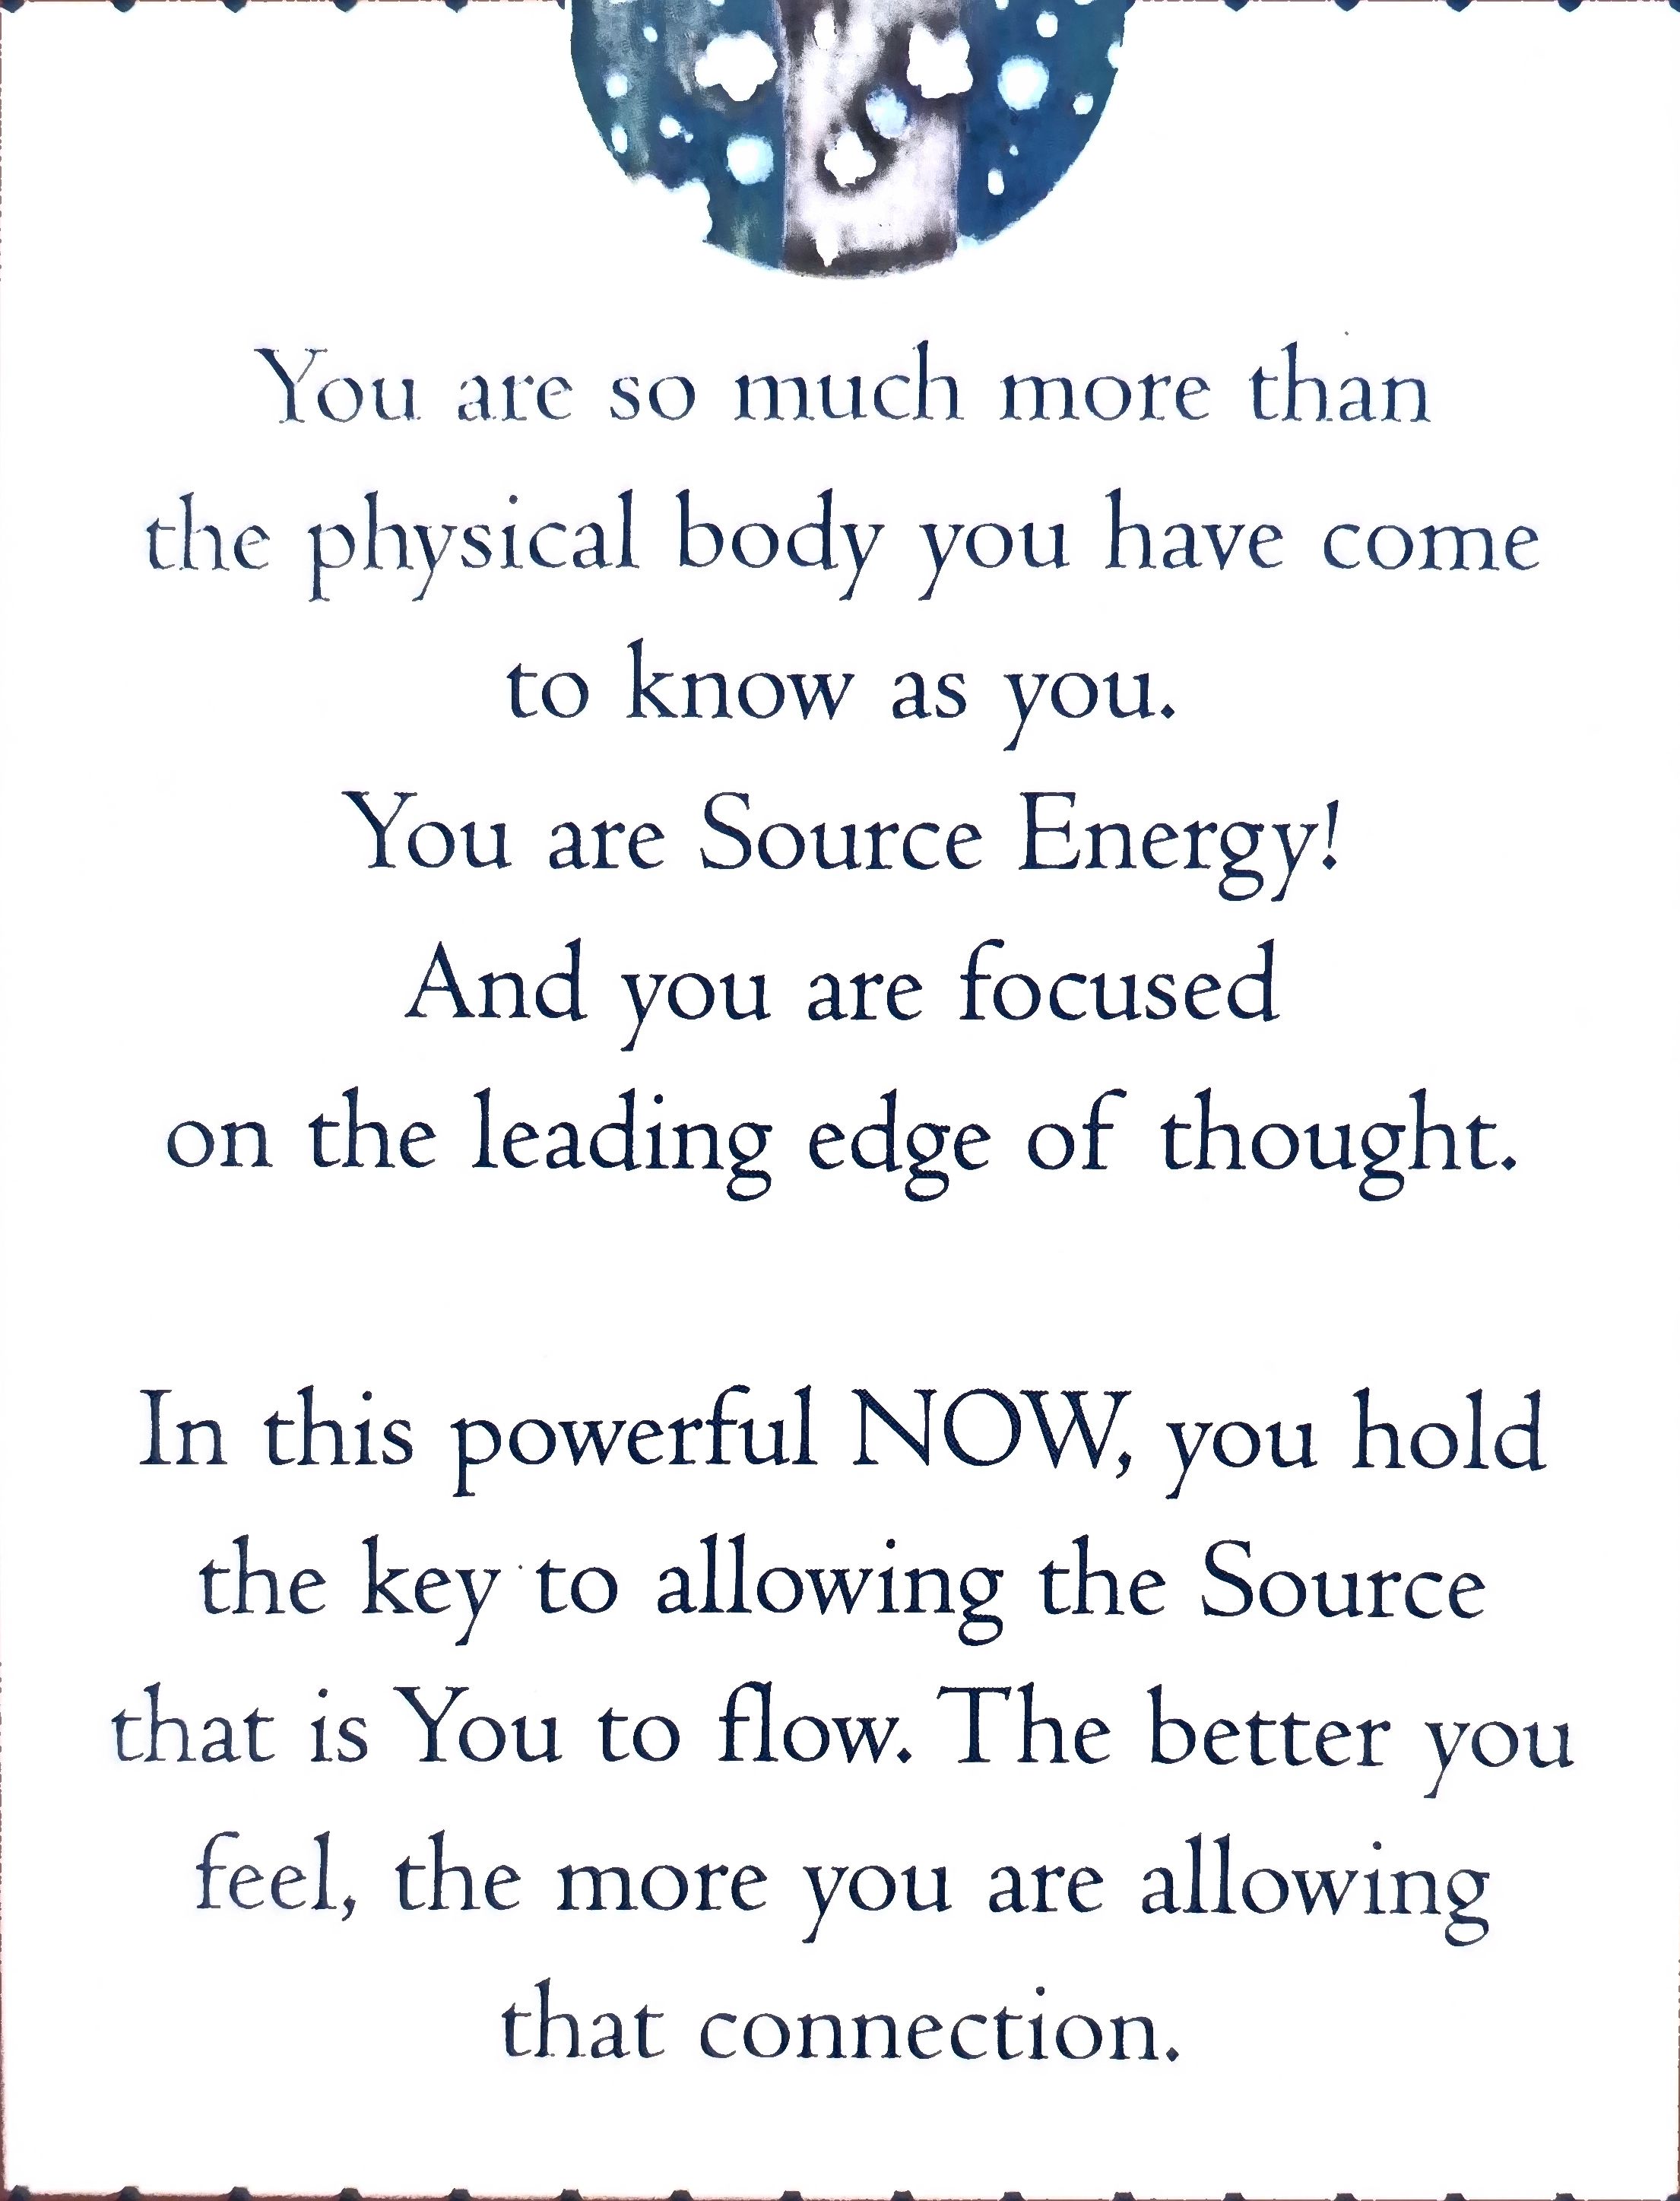 You are so much more than
the physical body you have come
to know as you.
You are Source Energy!
And you are focused
on the leading edge of thought.
In this powerful NOW, you hold
the key to allowing the Source
that is You to flow. The better you
feel, the more you are allowing
that connection.